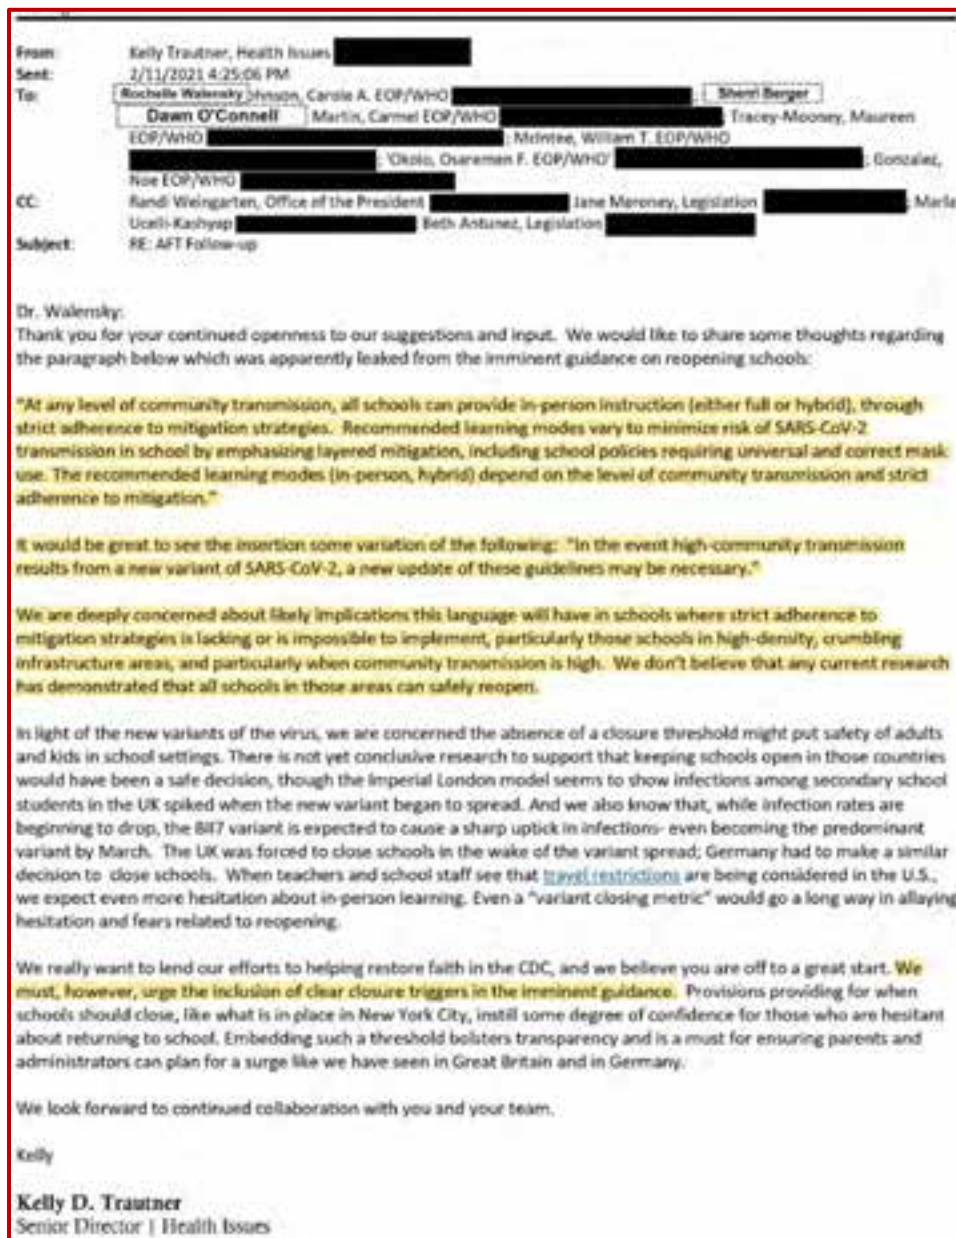 From: Kelly Trautner, Health Issues
Sent: 2/11/2021 4:25:06 PM
To: Rochelle Walensky Johnson, Carole A. EOP/WHO Sherri Berger
Dawn O'Connell Martin, Carmel EOP/WHO ; Tracey-Mooney, Maureen
EOP/WHO ; McIntee, William T. EOP/WHO
; 'Okolo, Osaremen F. EOP/WHO' ; Gonzalez,
Noe EOP/WHO
CC: Randi Weingarten, Office of the President Jane Meroney, Legislation ; Marla
Ucelli-Kashyap Beth Antunez, Legislation
Subject: RE: AFT Follow-up
Dr. Walensky:
Thank you for your continued openness to our suggestions and input. We would like to share some thoughts regarding
the paragraph below which was apparently leaked from the imminent guidance on reopening schools:
"At any level of community transmission, all schools can provide in-person instruction (either full or hybrid), through
strict adherence to mitigation strategies. Recommended learning modes vary to minimize risk of SARS-CoV-2
transmission in school by emphasizing layered mitigation, including school policies requiring universal and correct mask
use. The recommended learning modes (in-person, hybrid) depend on the level of community transmission and strict
adherence to mitigation."
It would be great to see the insertion some variation of the following: "In the event high-community transmission
results from a new variant of SARS-CoV-2, a new update of these guidelines may be necessary."
We are deeply concerned about likely implications this language will have in schools where strict adherence to
mitigation strategies is lacking or is impossible to implement, particularly those schools in high-density, crumbling
infrastructure areas, and particularly when community transmission is high. We don't believe that any current research
has demonstrated that all schools in those areas can safely reopen.
In light of the new variants of the virus, we are concerned the absence of a closure threshold might put safety of adults
and kids in school settings. There is not yet conclusive research to support that keeping schools open in those countries
would have been a safe decision, though the Imperial London model seems to show infections among secondary school
students in the UK spiked when the new variant began to spread. And we also know that, while infection rates are
beginning to drop, the BII7 variant is expected to cause a sharp uptick in infections- even becoming the predominant
variant by March. The UK was forced to close schools in the wake of the variant spread; Germany had to make a similar
decision to close schools. When teachers and school staff see that travel restrictions are being considered in the U.S.,
we expect even more hesitation about in-person learning. Even a "variant closing metric" would go a long way in allaying
hesitation and fears related to reopening.
We really want to lend our efforts to helping restore faith in the CDC, and we believe you are off to a great start. We
must, however, urge the inclusion of clear closure triggers in the imminent guidance. Provisions providing for when
schools should close, like what is in place in New York City, instill some degree of confidence for those who are hesitant
about returning to school. Embedding such a threshold bolsters transparency and is a must for ensuring parents and
administrators can plan for a surge like we have seen in Great Britain and in Germany.
We look forward to continued collaboration with you and your team.
Kelly
Kelly D. Trautner
Senior Director | Health Issues